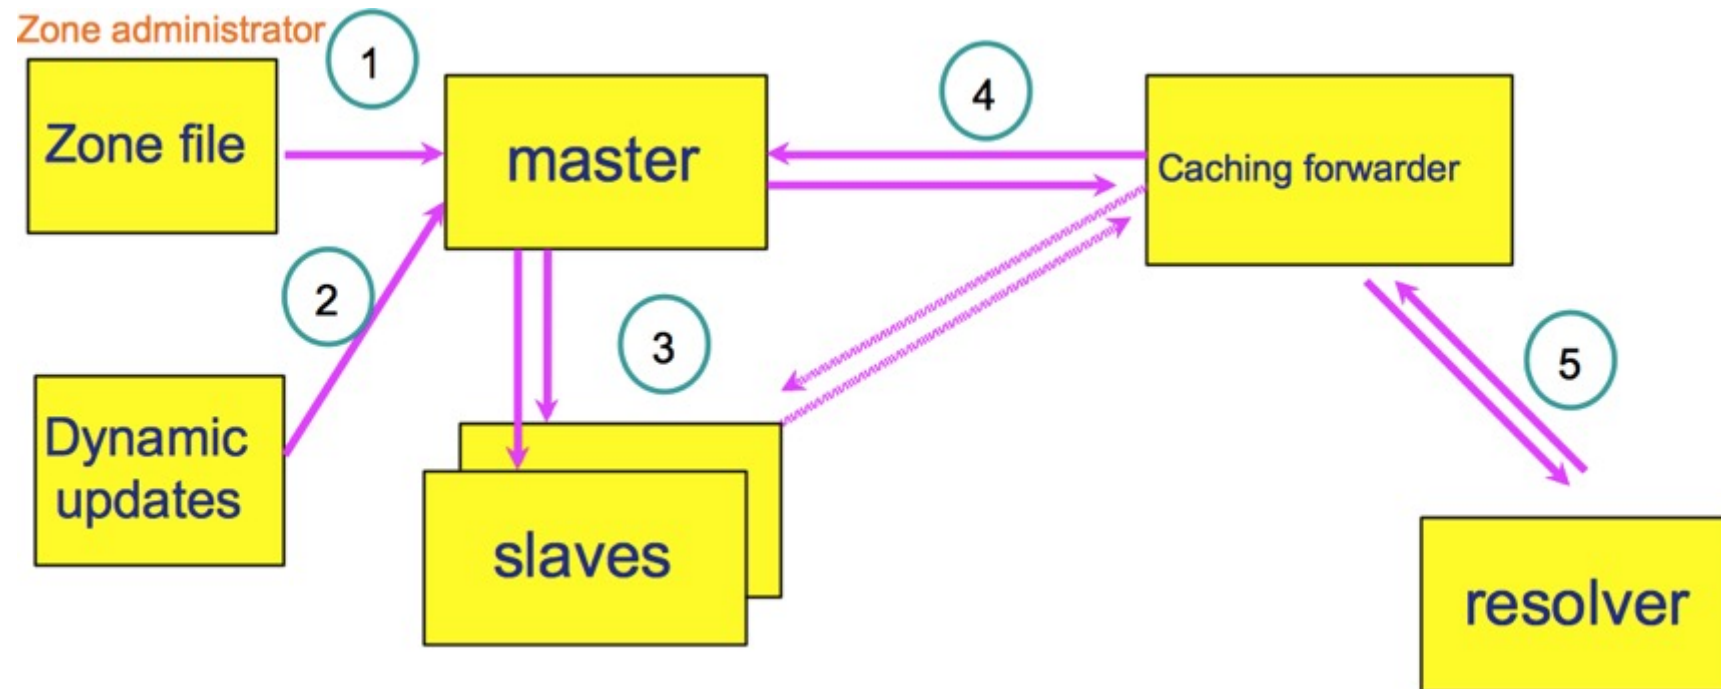 Zone administrator
1
Zone file
master
4
Caching forwarder
2
3
5
Dynamic
updates
slaves
resolver